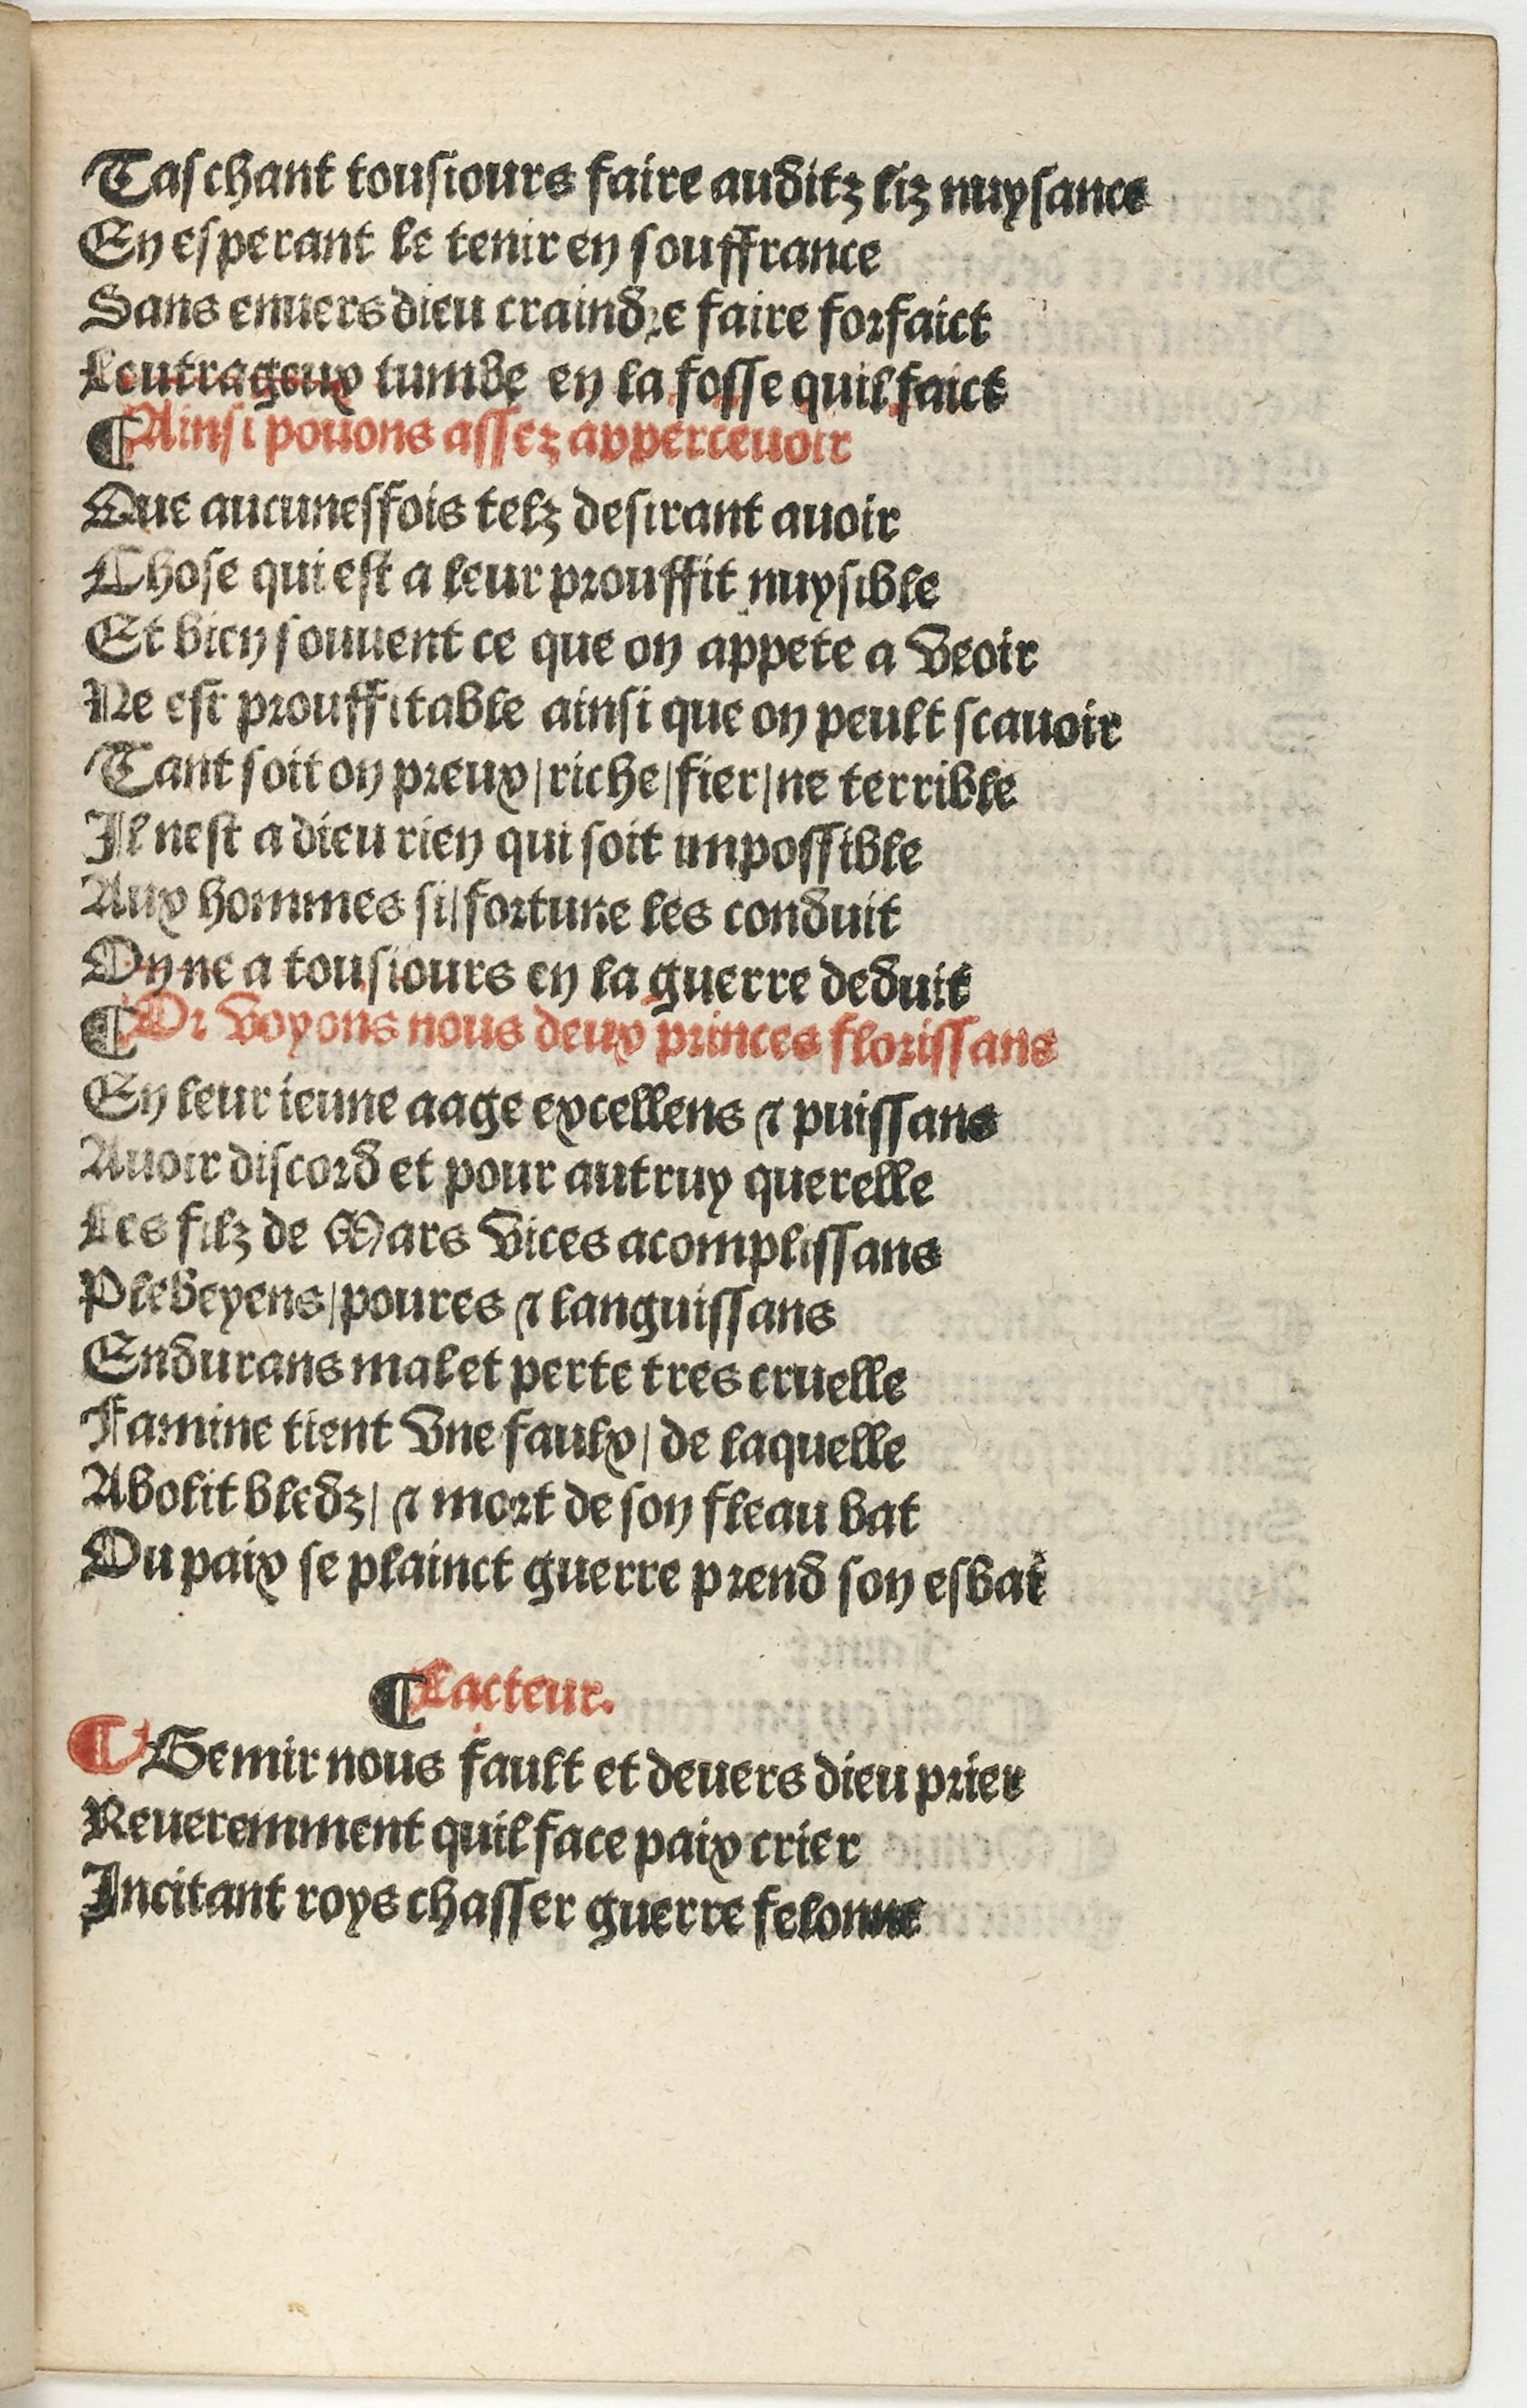 Taschant tousiours faire auditz liz nuysance
En esperant le tenir en souffrance
Sans enuers dieu craindre faire forfaict
Loutrageux tumbe en la fosse quil faict
¶Ainsi pouons assez apperceuoir
Que aucuneffois telz desirant auoir
Chose qui est a leur prouffit nuysible
Et bien souuent ce que on appete a veoir
Ne est prouffitable ainsi que on peult scauoir
Tant soit on preux/riche/fier/ne terrible
Il nest a dieu rien qui soit impossible
Aux hommes si/fortune les conduit
On ne a tousiours en la guerre deduit
¶Or voyons nous deux princes florissans
En leur ieune aage excellens ⁊ puissans
Auoir discord et pour autruy querelle
Les filz de Mars vices acomplissans
Plebeyens/poures ⁊ languissans
Endurans mal et perte tres cruelle
Famine tient vne faulx/de laquelle
Abolit bledz/⁊ mort de son fleau bat
Ou paix se plainct guerre prend son esbat
¶Lacteur.
¶Gemir nous fault et deuers dieu prier
Reueremment quil face paix crier
Incitant roys chasser guerre felonne